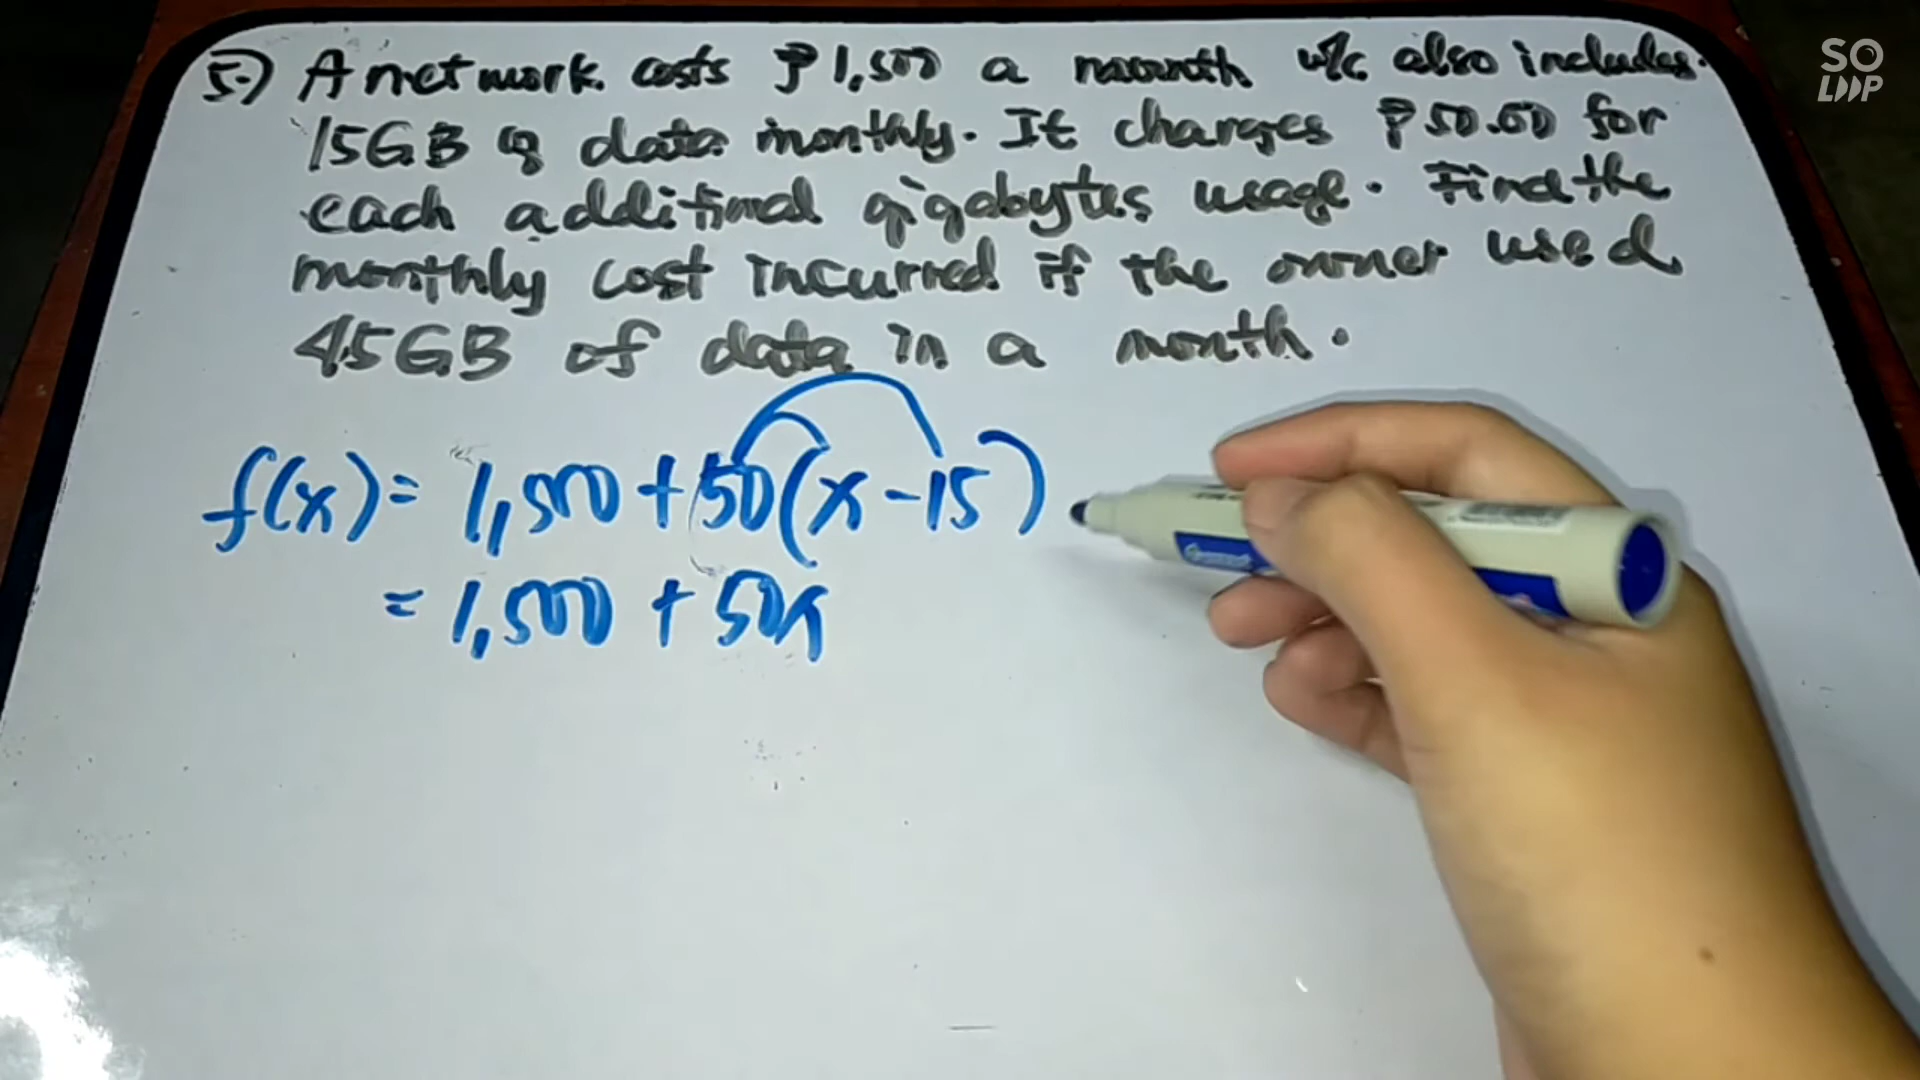 5.) A network costs ₱1,500 a month w/c also includes
15GB of data monthly. It charges ₱50.00 for
each additional gigabytes usage. Find the
monthly cost incurred if the owner used
45GB of data in a month.
f(x) = 1,500 + 50(x - 15)
= 1,500 + 50x
SO
LOOP